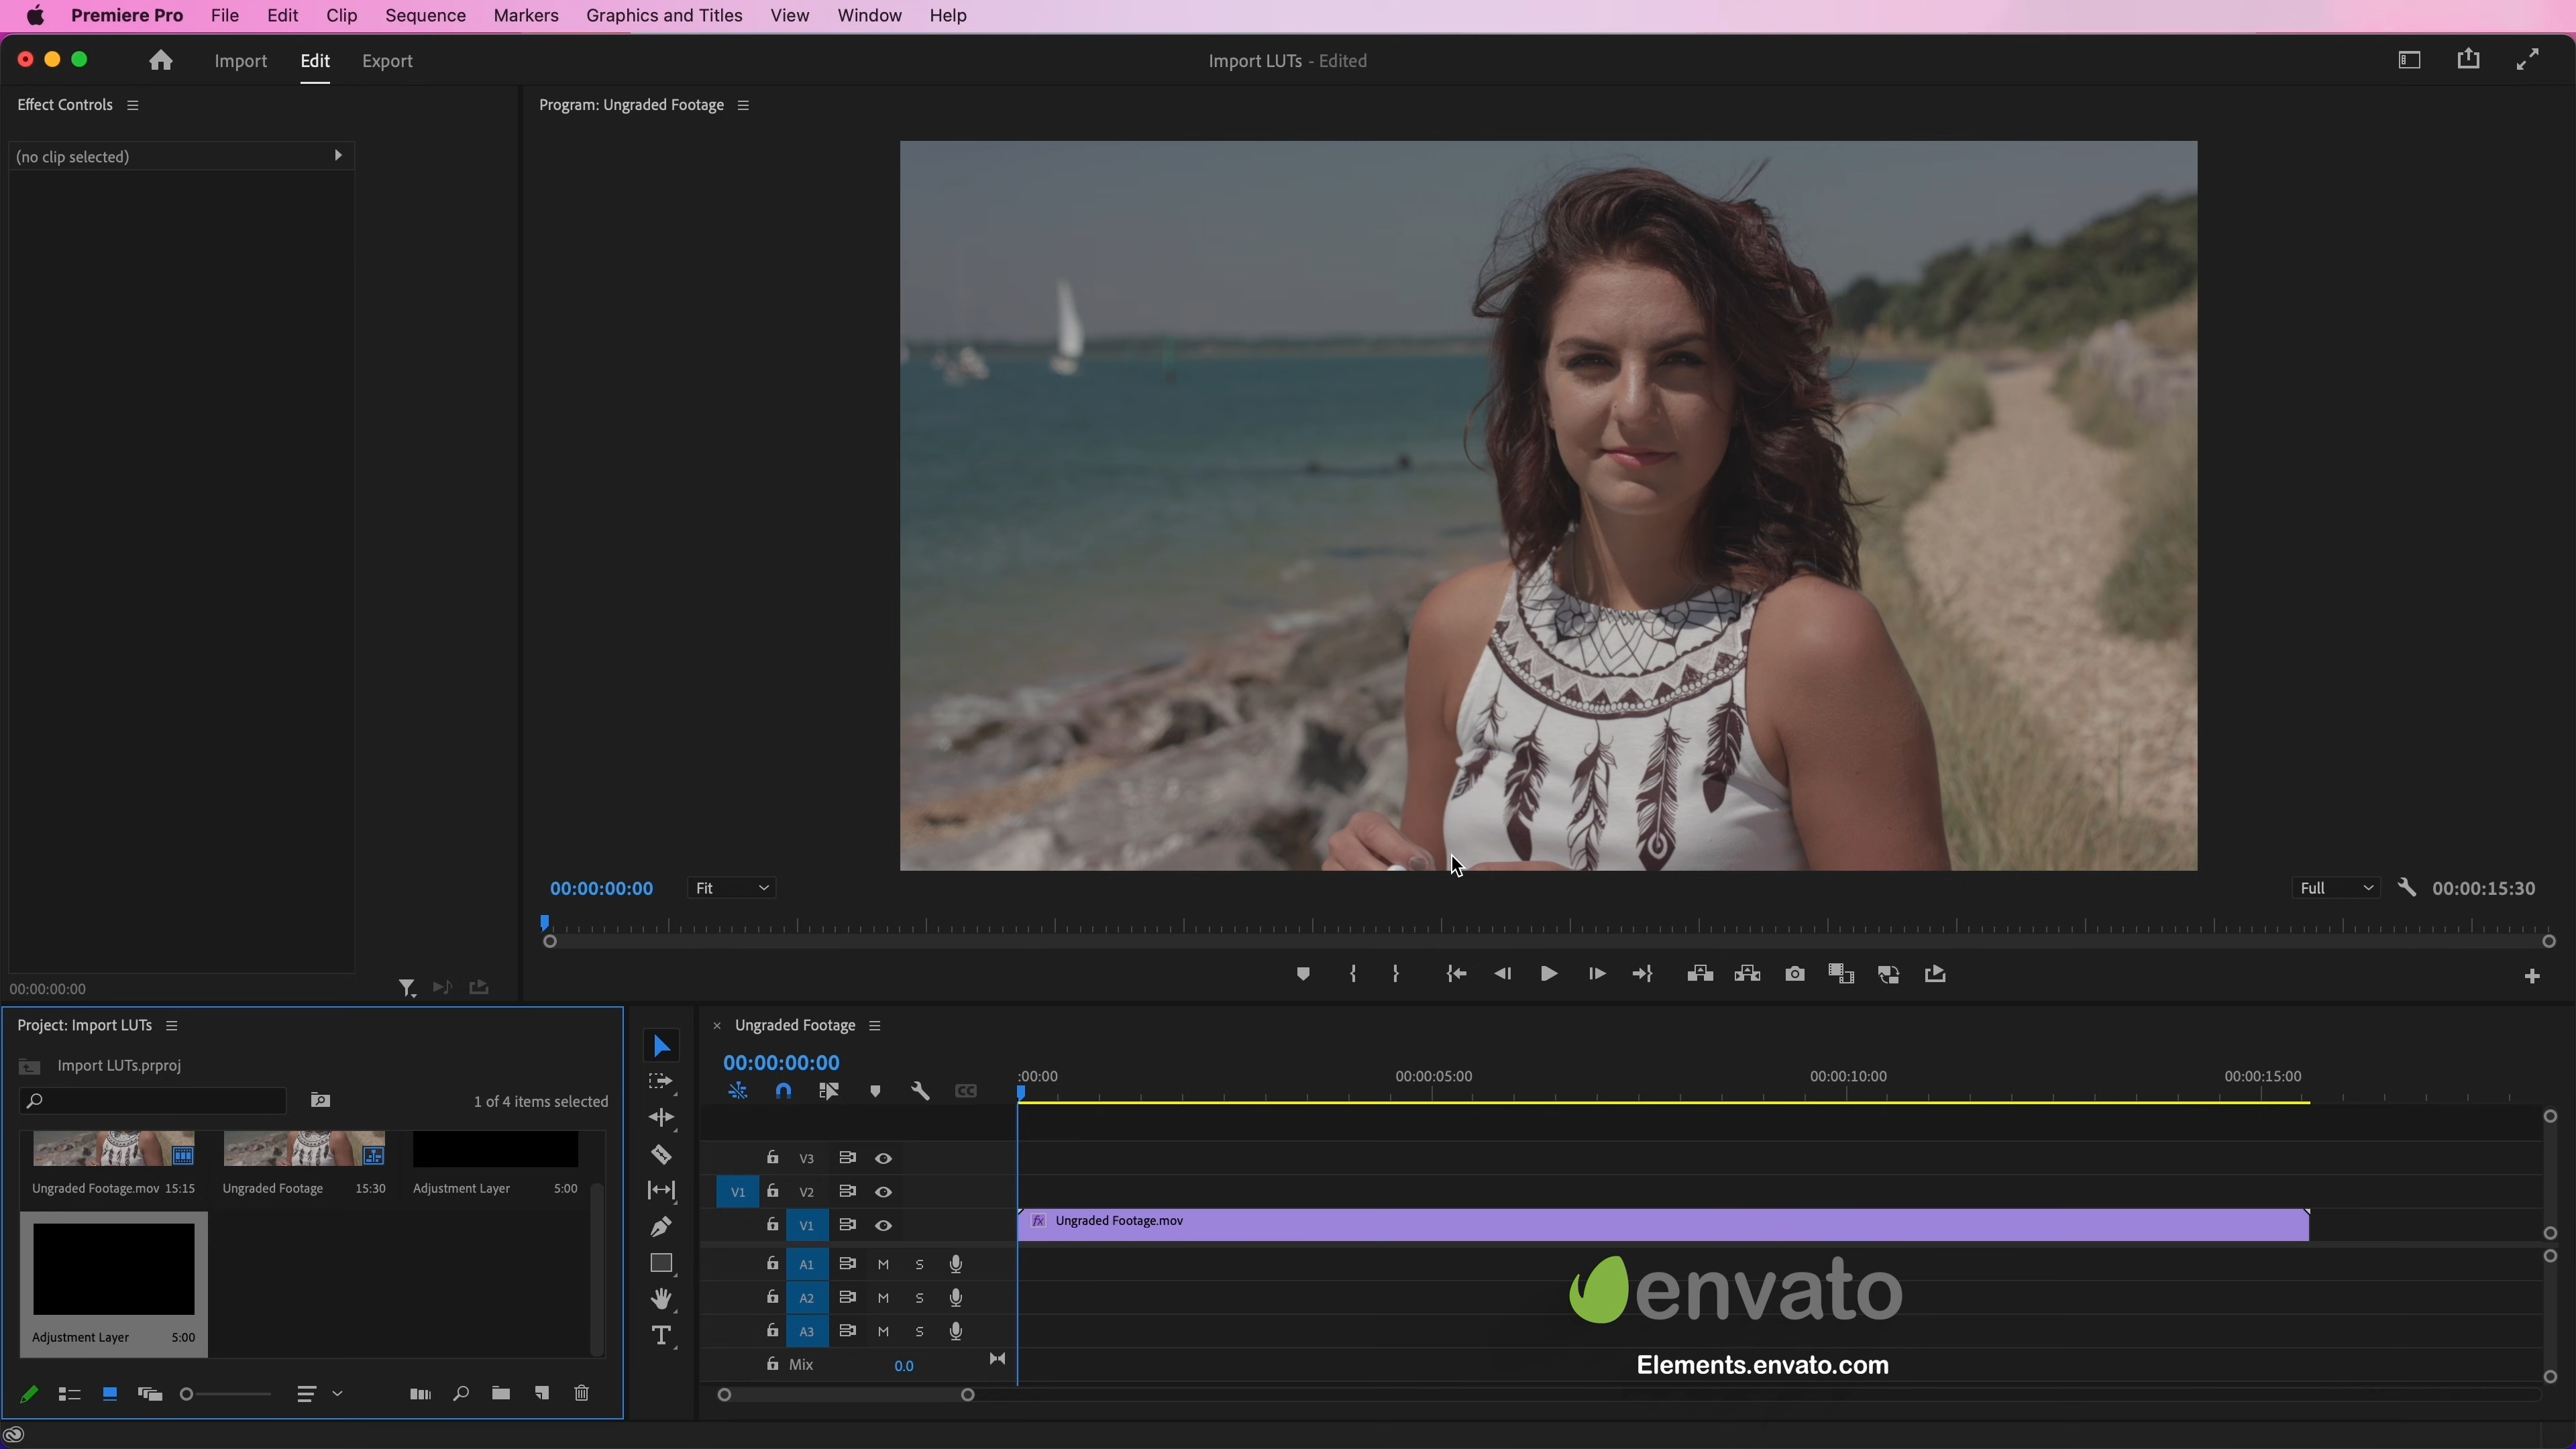 Premiere Pro File Edit Clip Sequence Markers Graphics and Titles View Window Help
Import Edit Export Import LUTs - Edited
Effect Controls
Program: Ungraded Footage
(no clip selected)
00:00:00:00 Fit Full 00:00:15:30
00:00:00:00
Project: Import LUTs
Import LUTs.prproj
1 of 4 items selected
Ungraded Footage.mov 15:15
Ungraded Footage 15:30
Adjustment Layer 5:00
Adjustment Layer 5:00
× Ungraded Footage
00:00:00:00
CC
:00:00 00:00:05:00 00:00:10:00 00:00:15:00
V3
V1 V2
V1
fx Ungraded Footage.mov
A1 M S
A2 M S
A3 M S
Mix 0.0
T
envato
Elements.envato.com